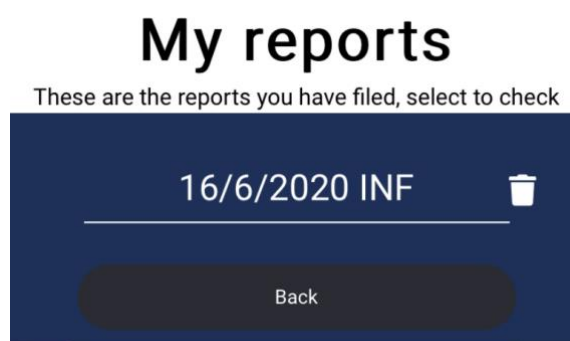 My reports
These are the reports you have filed, select to check
16/6/2020 INF
Back